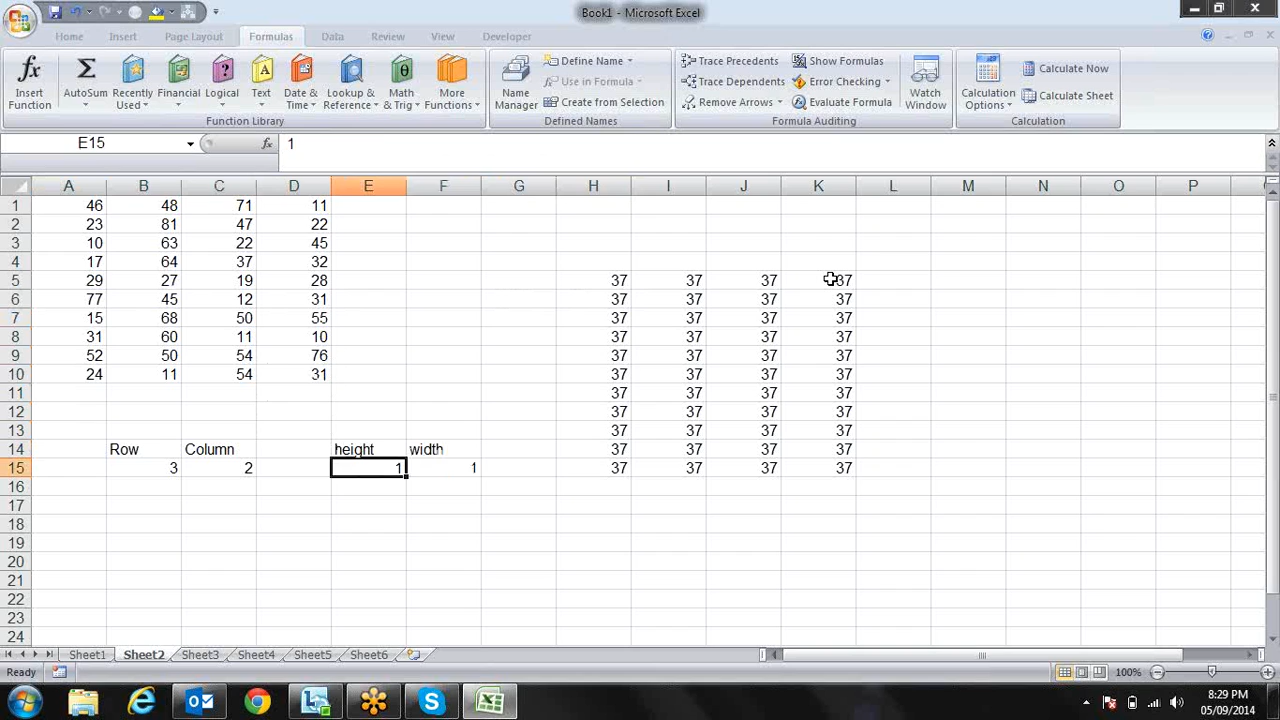 Book1 - Microsoft Excel
Home Insert Page Layout Formulas Data Review View Developer
Insert Function
AutoSum
Recently Used
Financial
Logical
Text
Date & Time
Lookup & Reference
Math & Trig
More Functions
Function Library
Name Manager
Define Name
Use in Formula
Create from Selection
Defined Names
Trace Precedents
Trace Dependents
Remove Arrows
Show Formulas
Error Checking
Evaluate Formula
Formula Auditing
Watch Window
Calculation Options
Calculate Now
Calculate Sheet
Calculation
E15 fx 1
A B C D E F G H I J K L M N O P
1 46 48 71 11
2 23 81 47 22
3 10 63 22 45
4 17 64 37 32
5 29 27 19 28 37 37 37 37
6 77 45 12 31 37 37 37 37
7 15 68 50 55 37 37 37 37
8 31 60 11 10 37 37 37 37
9 52 50 54 76 37 37 37 37
10 24 11 54 31 37 37 37 37
11 37 37 37 37
12 37 37 37 37
13 37 37 37 37
14 Row Column height width 37 37 37 37
15 3 2 1 1 37 37 37 37
16
17
18
19
20
21
22
23
24
Sheet1 Sheet2 Sheet3 Sheet4 Sheet5 Sheet6
Ready 100%
8:29 PM
05/09/2014